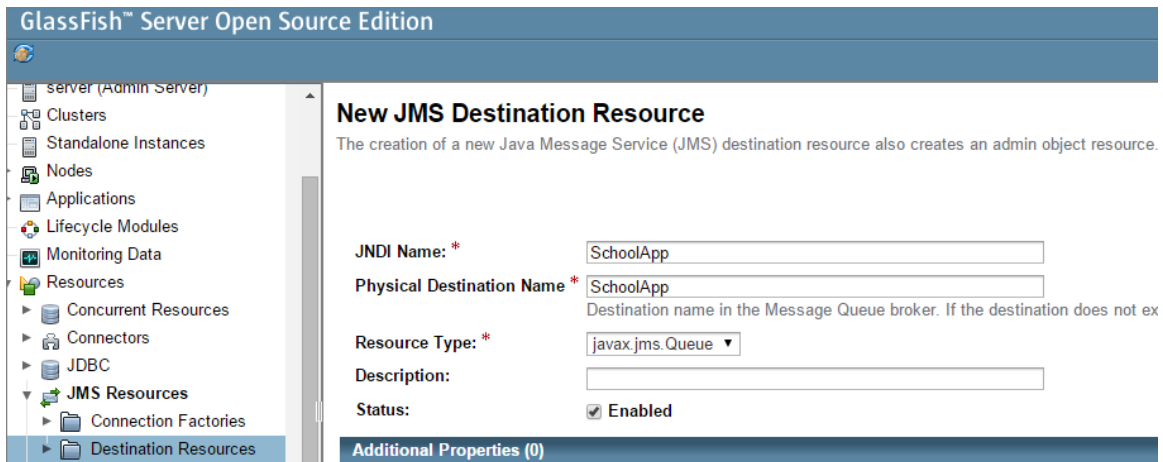 GlassFish™ Server Open Source Edition
server (Admin Server)
Clusters
Standalone Instances
Nodes
Applications
Lifecycle Modules
Monitoring Data
Resources
Concurrent Resources
Connectors
JDBC
JMS Resources
Connection Factories
Destination Resources
New JMS Destination Resource
The creation of a new Java Message Service (JMS) destination resource also creates an admin object resource.
JNDI Name: * SchoolApp
Physical Destination Name * SchoolApp
Destination name in the Message Queue broker. If the destination does not ex
Resource Type: * javax.jms.Queue
Description:
Status: Enabled
Additional Properties (0)